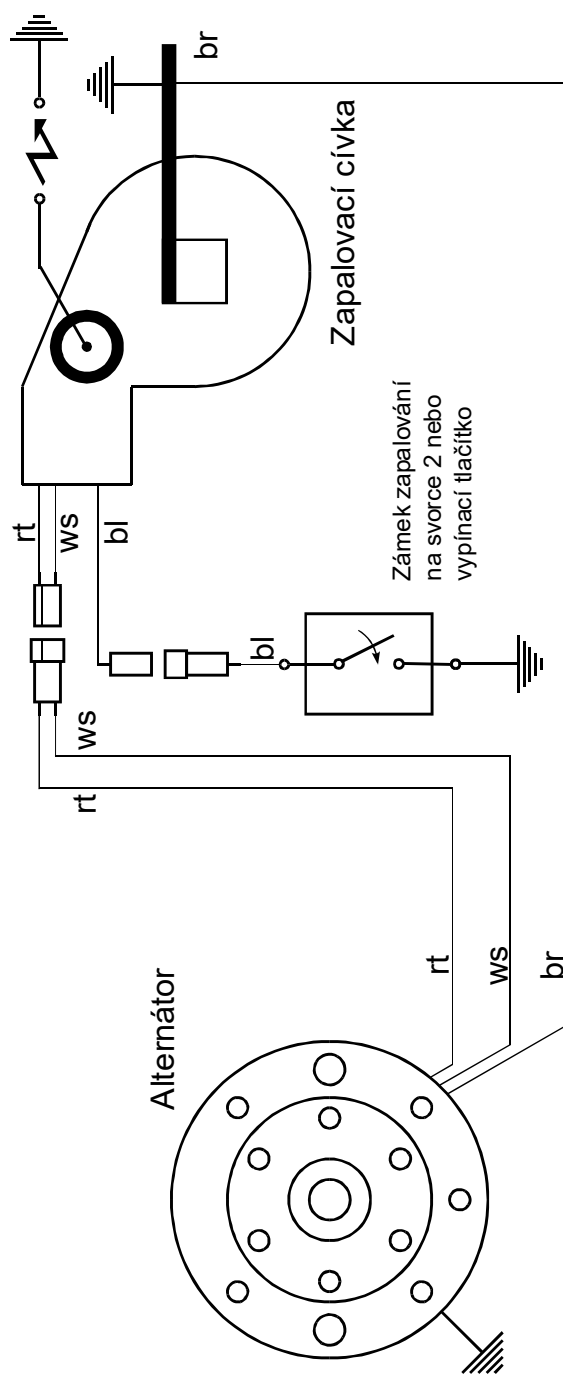 rt
ws
rt
ws
bl
Alternátor
br
bl
Zapalovací cívka
Zámek zapalování
na svorce 2 nebo
vypínací tlačítko
rt
ws
br